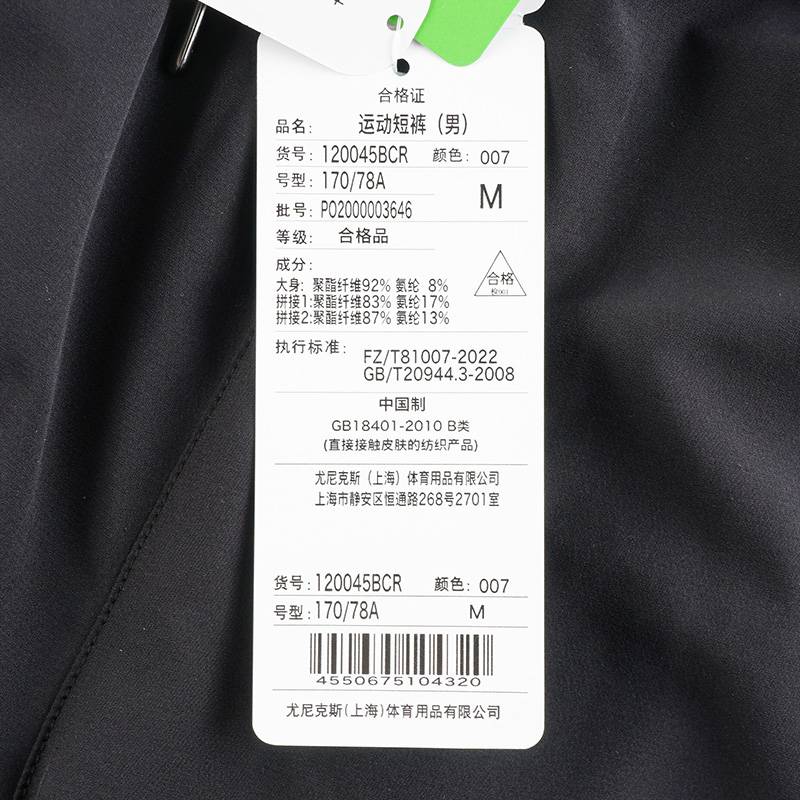 合格证
品名: 运动短裤 (男)
货号: 120045BCR 颜色: 007
号型: 170/78A
M
批号: PO2000003646
等级: 合格品
成分:
合格
大身: 聚酯纤维92% 氨纶 8%
拼接1:聚酯纤维83% 氨纶17%
拼接2:聚酯纤维87% 氨纶13%
执行标准: FZ/T81007-2022
GB/T20944.3-2008
中国制
GB18401-2010 B类
(直接接触皮肤的纺织产品)
尤尼克斯 (上海) 体育用品有限公司
上海市静安区恒通路268号2701室
货号: 120045BCR 颜色: 007
号型: 170/78A M
4550675104320
尤尼克斯(上海)体育用品有限公司